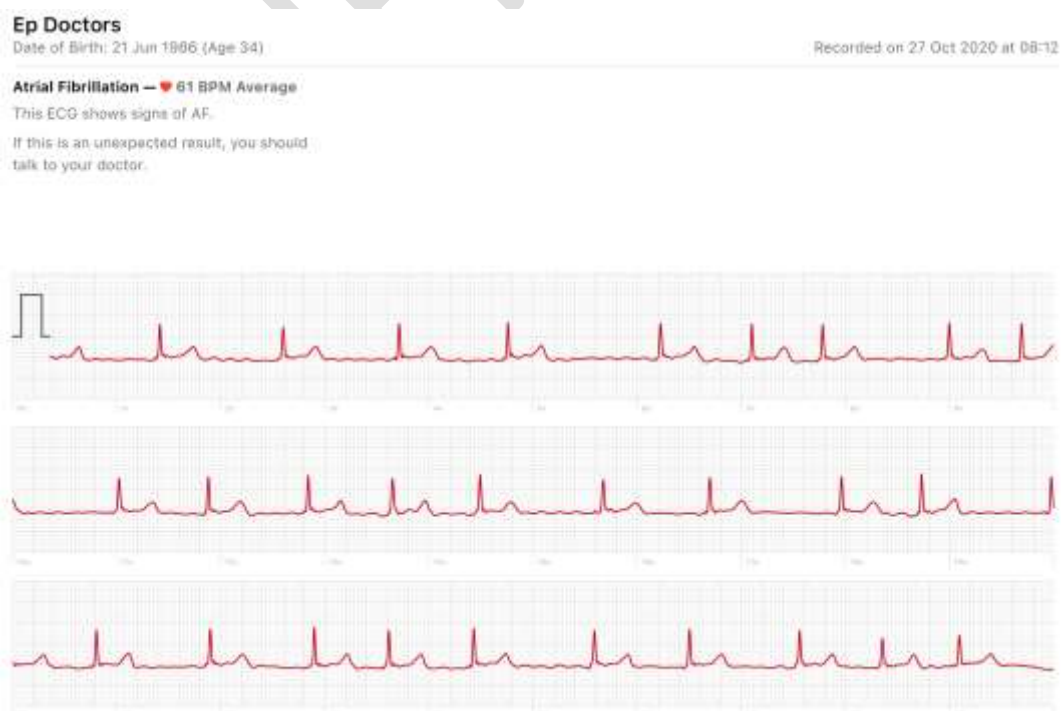 Ep Doctors
Date of Birth: 21 Jun 1986 (Age 34)
Recorded on 27 Oct 2020 at 08:12
Atrial Fibrillation — ❤ 61 BPM Average
This ECG shows signs of AF.
If this is an unexpected result, you should
talk to your doctor.